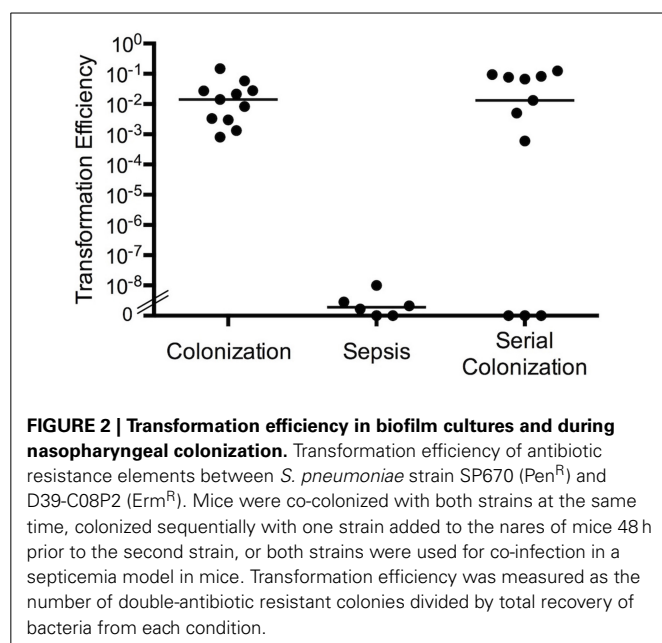 10⁰
10⁻¹
10⁻²
10⁻³
10⁻⁴
10⁻⁵
10⁻⁶
10⁻⁷
10⁻⁸
0
Transformation Efficiency
Colonization
Sepsis
Serial
Colonization
FIGURE 2 | Transformation efficiency in biofilm cultures and during
nasopharyngeal colonization. Transformation efficiency of antibiotic
resistance elements between S. pneumoniae strain SP670 (Penᴿ) and
D39-C08P2 (Ermᴿ). Mice were co-colonized with both strains at the same
time, colonized sequentially with one strain added to the nares of mice 48 h
prior to the second strain, or both strains were used for co-infection in a
septicemia model in mice. Transformation efficiency was measured as the
number of double-antibiotic resistant colonies divided by total recovery of
bacteria from each condition.